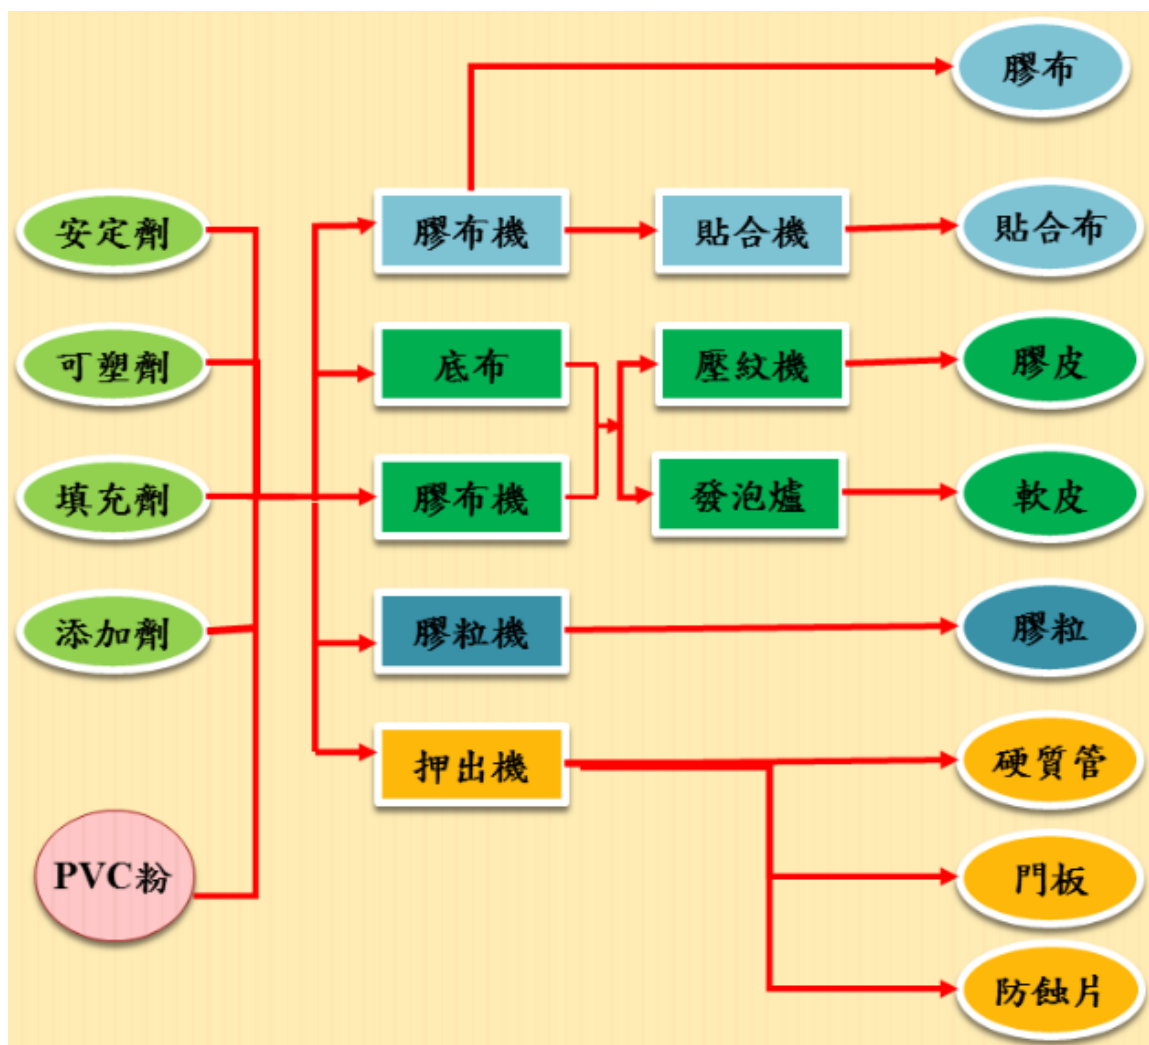 膠布
安定劑
膠布機
貼合機
貼合布
可塑劑
底布
壓紋機
膠皮
填充劑
膠布機
發泡爐
軟皮
添加劑
膠粒機
膠粒
押出機
硬質管
PVC粉
門板
防蝕片